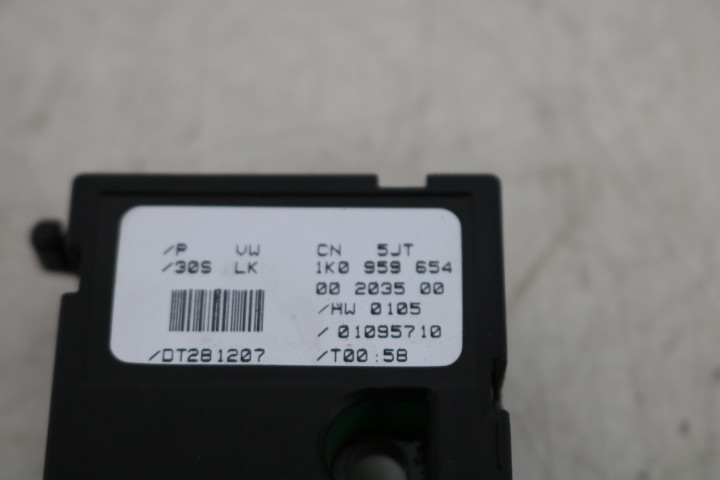 /P VW CN 5JT
/30S LK 1K0 959 654
00 2035 00
/HW 0105
/01095710
/DT281207 /T00:58